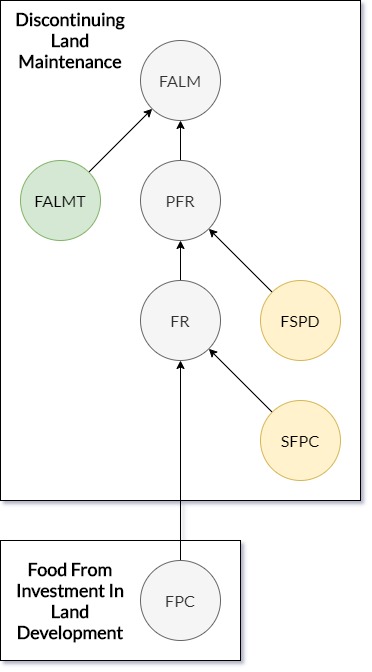 Discontinuing
Land
Maintenance
FALM
FALMT
PFR
FR
FSPD
SFPC
Food From
Investment In
Land
Development
FPC